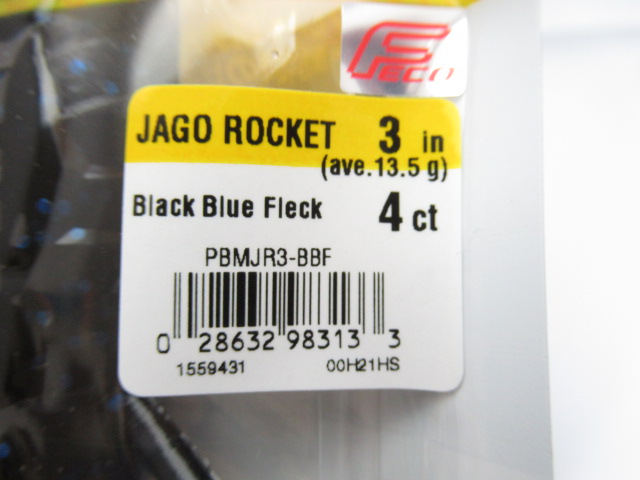 FECO
JAGO ROCKET 3 in
(ave.13.5 g)
Black Blue Fleck 4 ct
PBMJR3-BBF
0 28632 98313 3
1559431 00H21HS